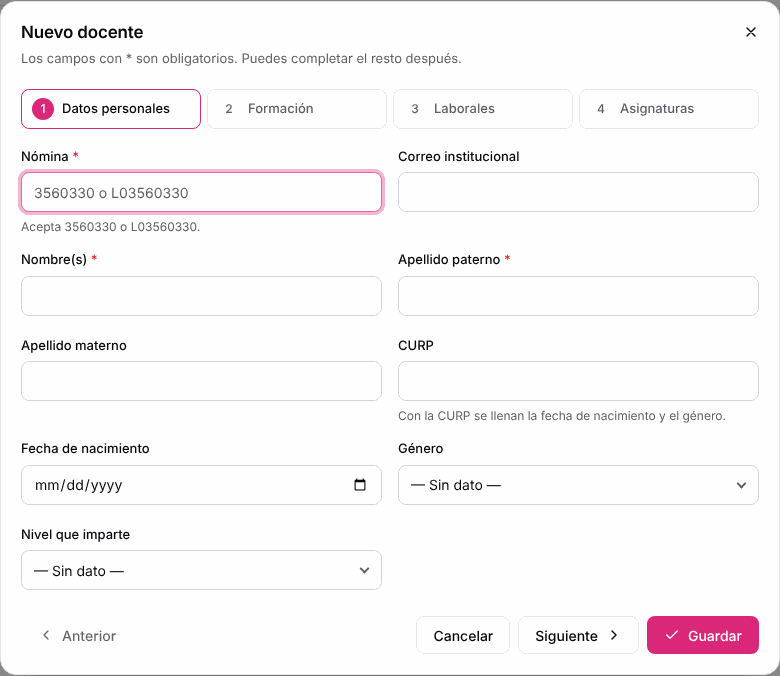 Nuevo docente
Los campos con * son obligatorios. Puedes completar el resto después.
1 Datos personales
2 Formación
3 Laborales
4 Asignaturas
Nómina *
Correo institucional
3560330 o L03560330
Acepta 3560330 o L03560330.
Nombre(s) *
Apellido paterno *
Apellido materno
CURP
Con la CURP se llenan la fecha de nacimiento y el género.
Fecha de nacimiento
Género
mm/dd/yyyy
— Sin dato —
Nivel que imparte
— Sin dato —
Anterior
Cancelar
Siguiente
Guardar